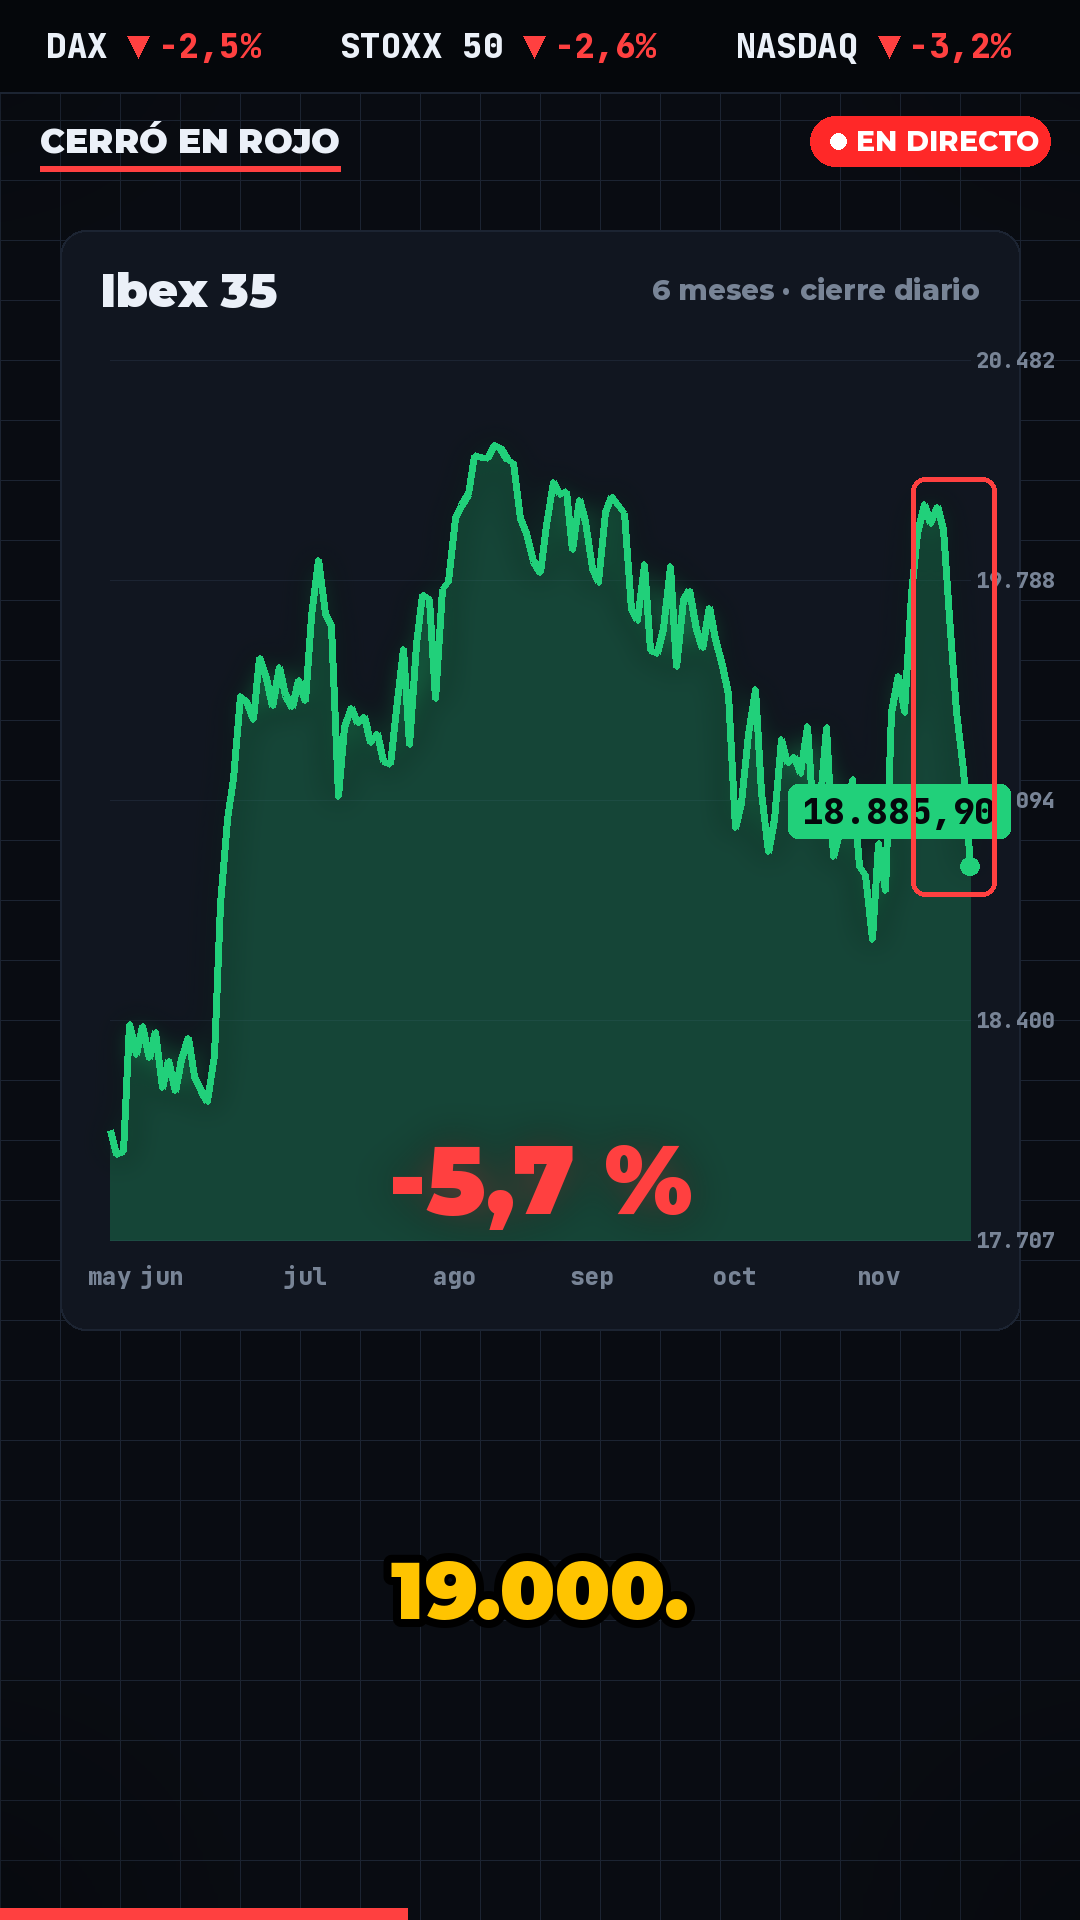 DAX ▼ -2,5% STOXX 50 ▼ -2,6% NASDAQ ▼ -3,2%
CERRÓ EN ROJO
EN DIRECTO
Ibex 35
6 meses · cierre diario
20.482
19.788
18.885,90
094
18.400
-5,7 %
17.707
may jun jul ago sep oct nov
19.000.